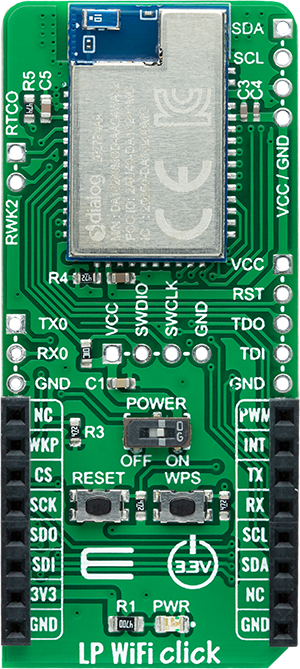 SDA
SCL
R5
C5
C3
C4
RTCO
RWK2
VCC / GND
dialog
CE
R4
VCC
RST
TX0
VCC
SWDIO
SWCLK
GND
TDO
RX0
TDI
GND
C1
GND
POWER
NC
PWM
WKP
R3
INT
OFF ON
CS
RESET
WPS
TX
SCK
RX
SDO
SCL
SDI
3.3V
SDA
3V3
R1
PWR
NC
GND
GND
LP WiFi click